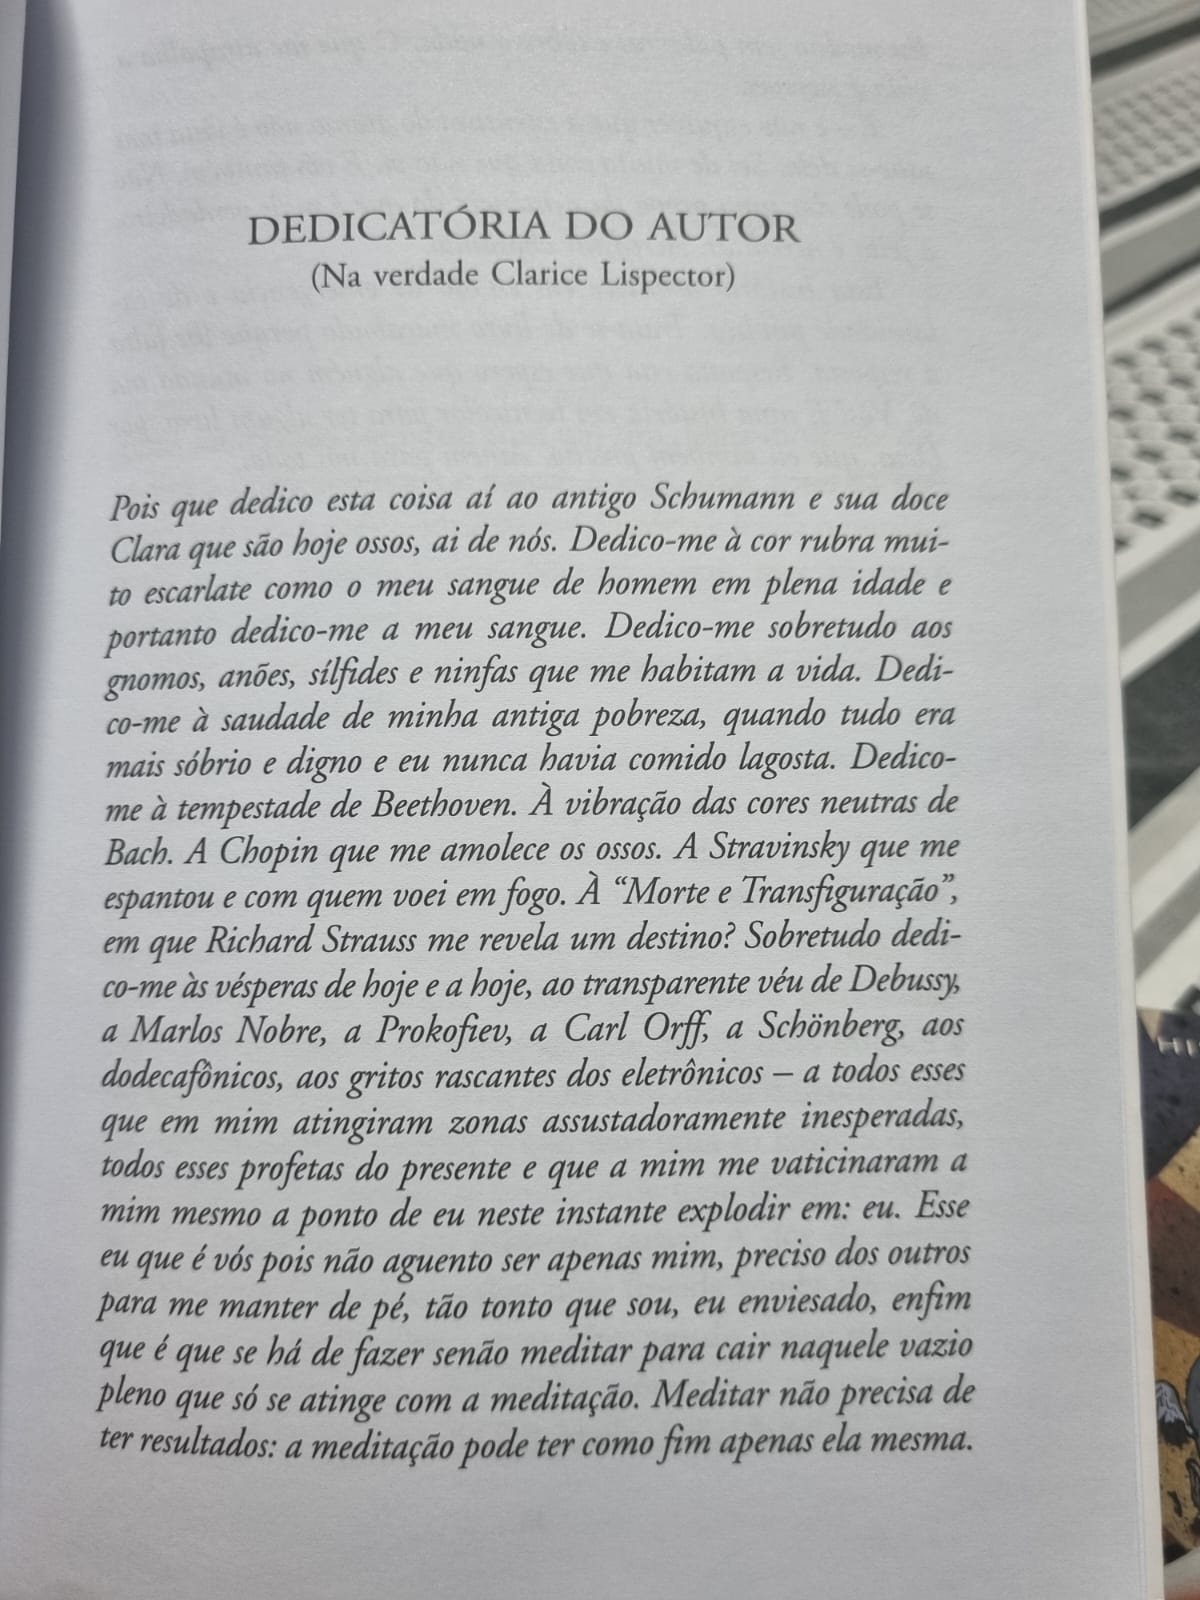 DEDICATÓRIA DO AUTOR
(Na verdade Clarice Lispector)
Pois que dedico esta coisa aí ao antigo Schumann e sua doce
Clara que são hoje ossos, ai de nós. Dedico-me à cor rubra mui-
to escarlate como o meu sangue de homem em plena idade e
portanto dedico-me a meu sangue. Dedico-me sobretudo aos
gnomos, anões, sílfides e ninfas que me habitam a vida. Dedi-
co-me à saudade de minha antiga pobreza, quando tudo era
mais sóbrio e digno e eu nunca havia comido lagosta. Dedico-
me à tempestade de Beethoven. À vibração das cores neutras de
Bach. A Chopin que me amolece os ossos. A Stravinsky que me
espantou e com quem voei em fogo. À “Morte e Transfiguração”,
em que Richard Strauss me revela um destino? Sobretudo dedi-
co-me às vésperas de hoje e a hoje, ao transparente véu de Debussy,
a Marlos Nobre, a Prokofiev, a Carl Orff, a Schönberg, aos
dodecafônicos, aos gritos rascantes dos eletrônicos – a todos esses
que em mim atingiram zonas assustadoramente inesperadas,
todos esses profetas do presente e que a mim me vaticinaram a
mim mesmo a ponto de eu neste instante explodir em: eu. Esse
eu que é vós pois não aguento ser apenas mim, preciso dos outros
para me manter de pé, tão tonto que sou, eu enviesado, enfim
que é que se há de fazer senão meditar para cair naquele vazio
pleno que só se atinge com a meditação. Meditar não precisa de
ter resultados: a meditação pode ter como fim apenas ela mesma.